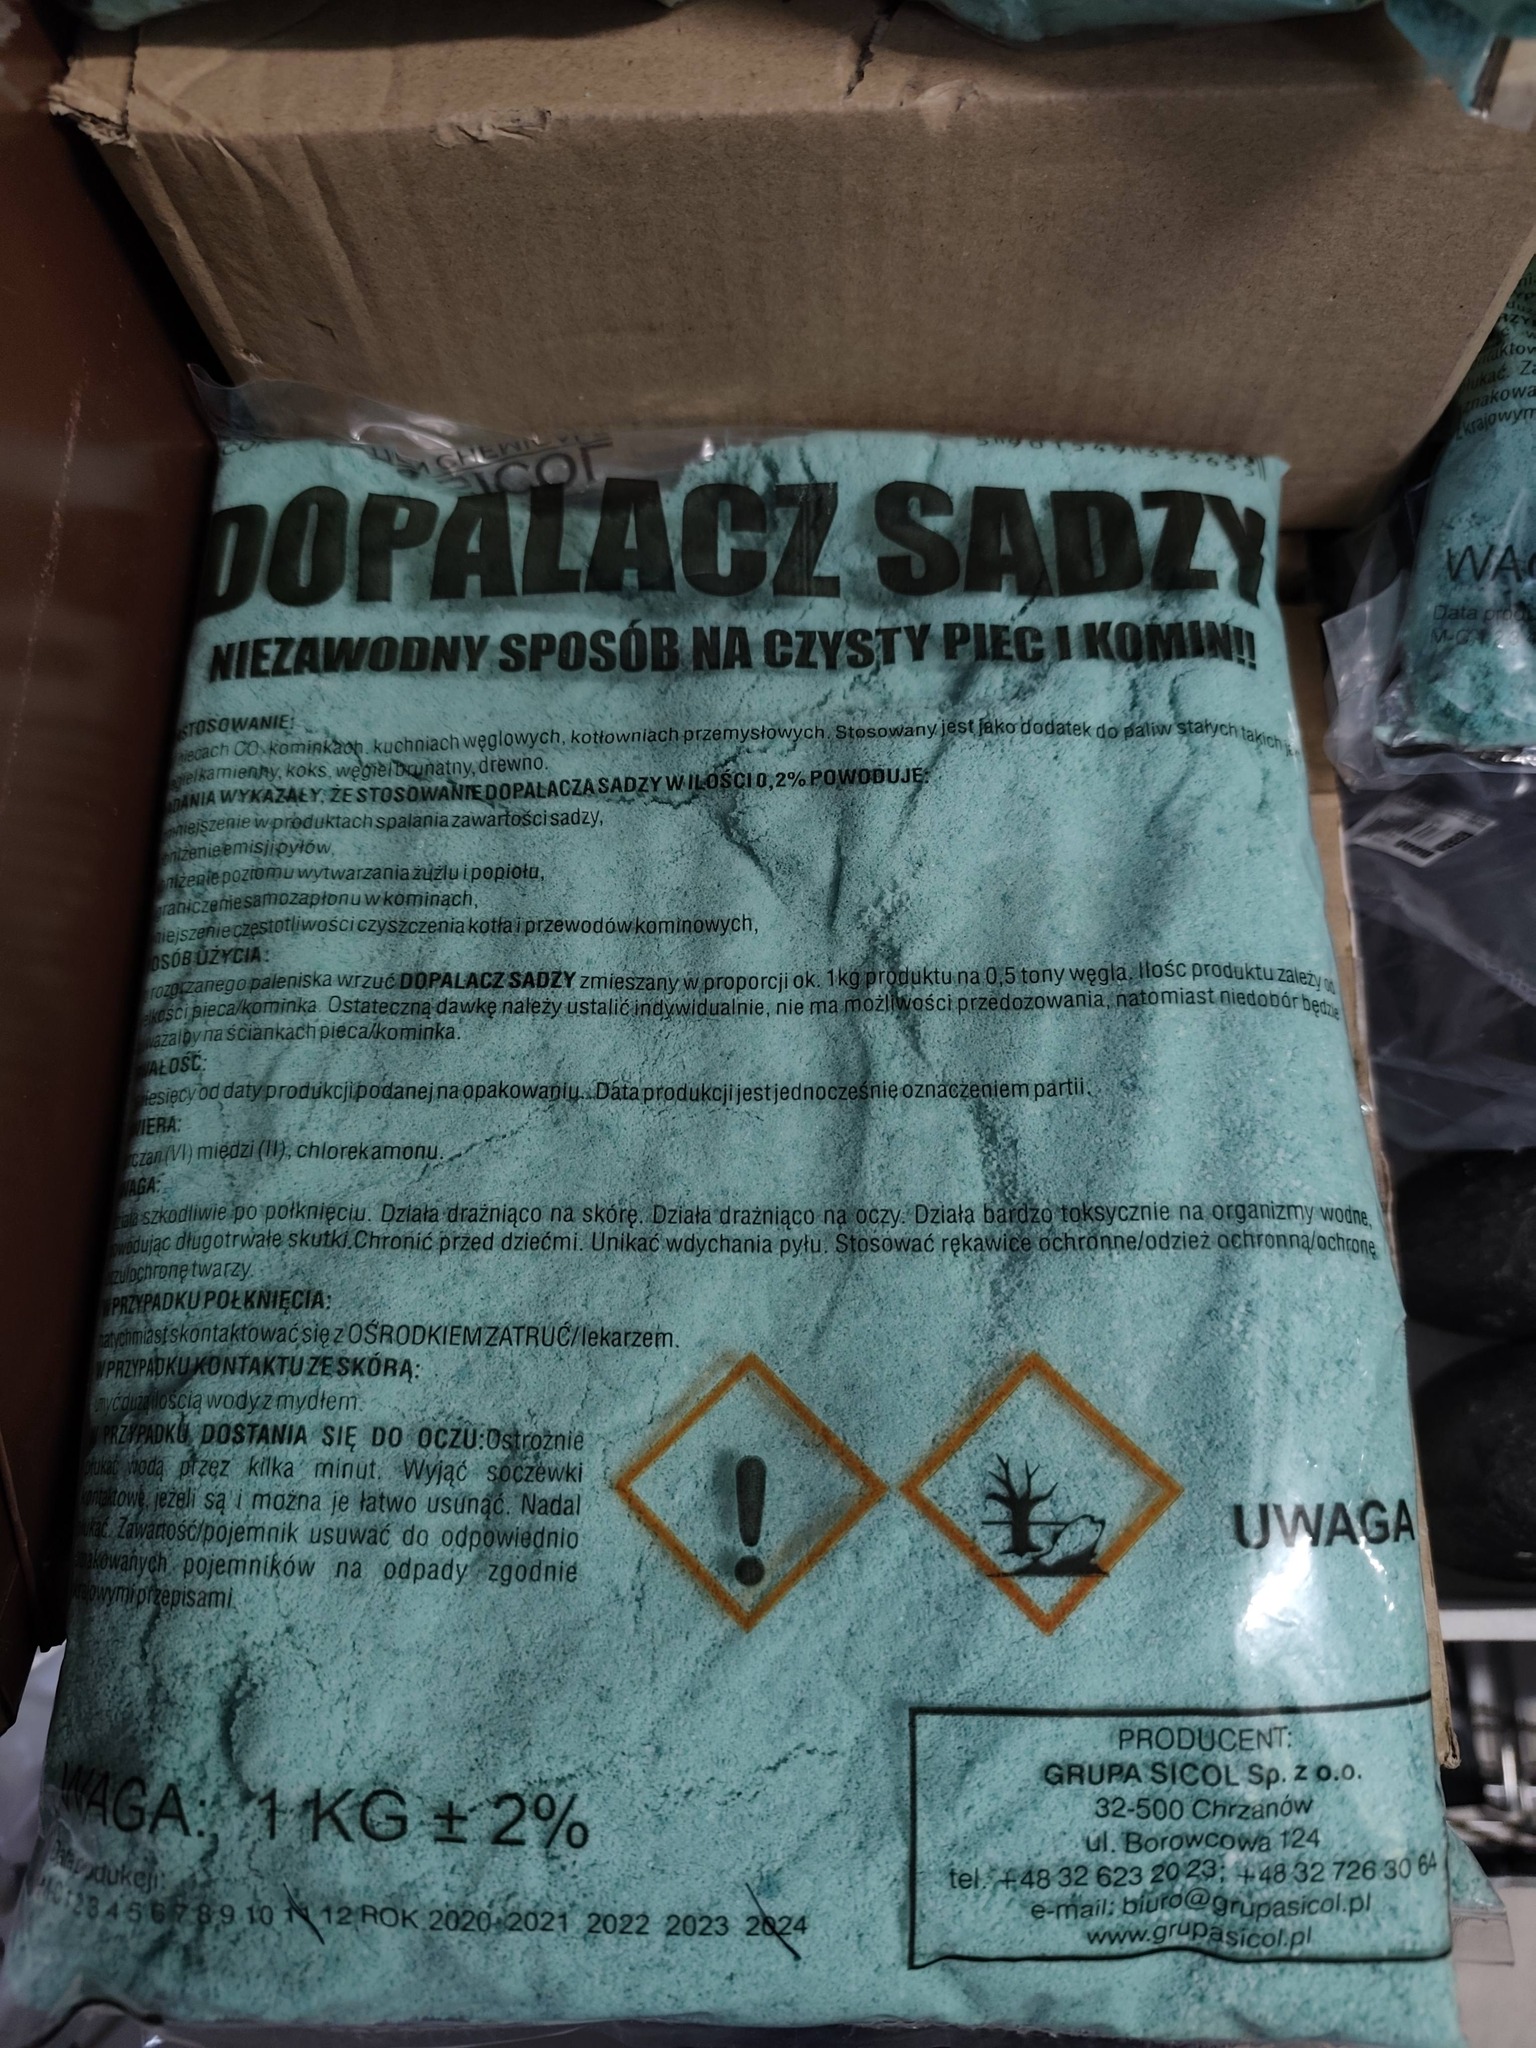 SICOL
DOPALACZ SADZY
NIEZAWODNY SPOSÓB NA CZYSTY PIEC I KOMIN!!
STOSOWANIE:
piecach CO, kominkach, kuchniach węglowych, kotłowniach przemysłowych. Stosowany jest jako dodatek do paliw stałych takich
węgiel kamienny, koks, węgiel brunatny, drewno.
BADANIA WYKAZAŁY, ŻE STOSOWANIE DOPALACZA SADZY W ILOŚCI 0,2% POWODUJE:
zmniejszenie w produktach spalania zawartości sadzy,
obniżenie emisji pyłów,
obniżenie poziomu wytwarzania żużlu i popiołu,
ograniczenie samozapłonu w kominach,
zmniejszenie częstotliwości czyszczenia kotła i przewodów kominowych,
SPOSÓB UŻYCIA:
rozgrzanego paleniska wrzuć DOPALACZ SADZY zmieszany w proporcji ok. 1kg produktu na 0,5 tony węgla. Ilość produktu zależy od
wielkości pieca/kominka. Ostateczną dawkę należy ustalić indywidualnie, nie ma możliwości przedozowania, natomiast niedobór będzie
na ściankach pieca/kominka.
TRWAŁOŚĆ:
miesięcy od daty produkcji podanej na opakowaniu. Data produkcji jest jednocześnie oznaczeniem partii.
ZAWIERA:
siarczan (VI) miedzi (II), chlorek amonu.
UWAGA:
Działa szkodliwie po połknięciu. Działa drażniąco na skórę. Działa drażniąco na oczy. Działa bardzo toksycznie na organizmy wodne,
powodując długotrwałe skutki. Chronić przed dziećmi. Unikać wdychania pyłu. Stosować rękawice ochronne/odzież ochronną/ochronę
oczu/ochronę twarzy.
W PRZYPADKU POŁKNIĘCIA:
natychmiast skontaktować się z OŚRODKIEM ZATRUĆ/lekarzem.
W PRZYPADKU KONTAKTU ZE SKÓRĄ:
umyć dużą ilością wody z mydłem.
W PRZYPADKU DOSTANIA SIĘ DO OCZU: Ostrożnie
płukać wodą przez kilka minut. Wyjąć soczewki
kontaktowe, jeżeli są i można je łatwo usunąć. Nadal
płukać. Zawartość/pojemnik usuwać do odpowiednio
oznakowanych pojemników na odpady zgodnie
krajowymi przepisami
UWAGA
WAGA: 1 KG ± 2%
Data produkcji:
1 2 3 4 5 6 7 8 9 10 11 12 ROK 2020 2021 2022 2023 2024
PRODUCENT:
GRUPA SICOL Sp. z o.o.
32-500 Chrzanów
ul. Borowcowa 124
tel. +48 32 623 20 23; +48 32 726 30 64
e-mail: biuro@grupasicol.pl
www.grupasicol.pl